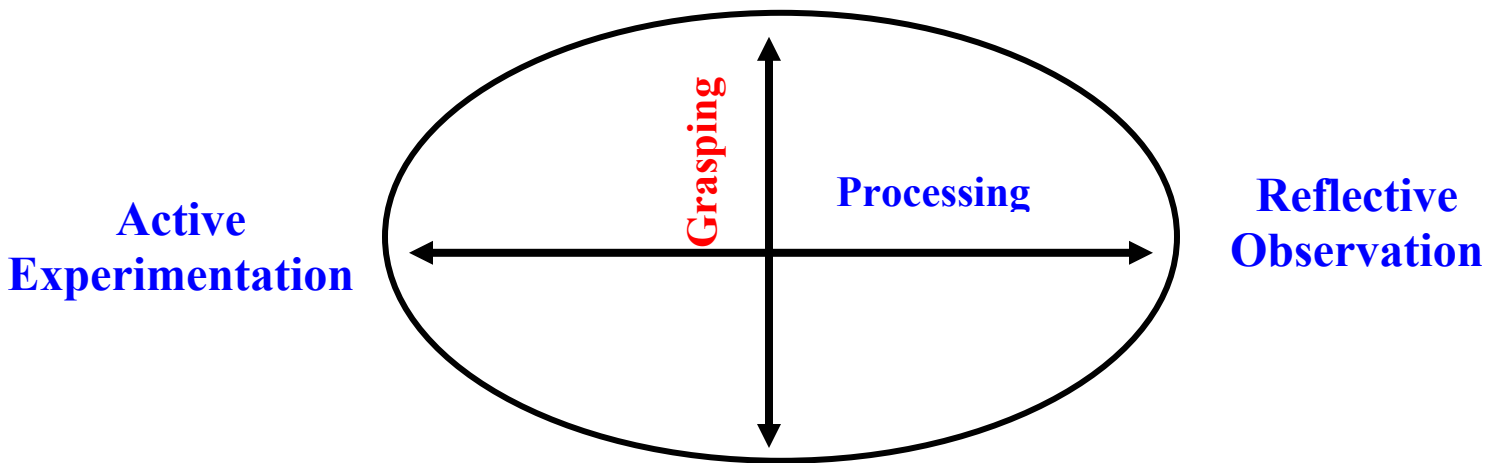 Grasping
Processing
Active
Experimentation
Reflective
Observation